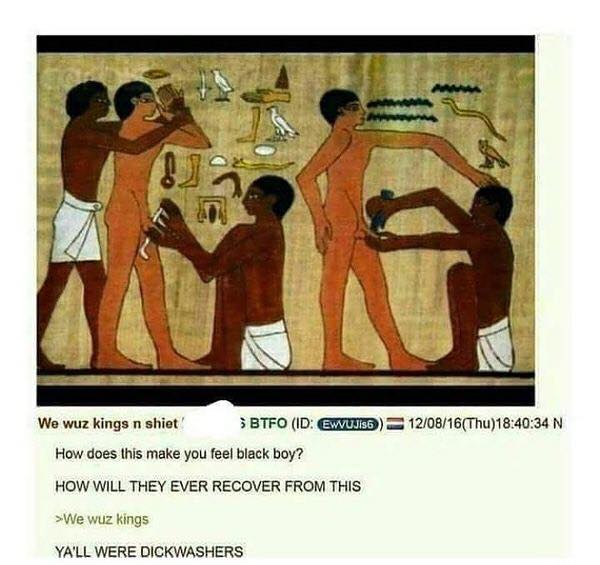 We wuz kings n shiet S BTFO (ID: EwVUJis6) 12/08/16(Thu)18:40:34 N
How does this make you feel black boy?
HOW WILL THEY EVER RECOVER FROM THIS
>We wuz kings
YA'LL WERE DICKWASHERS